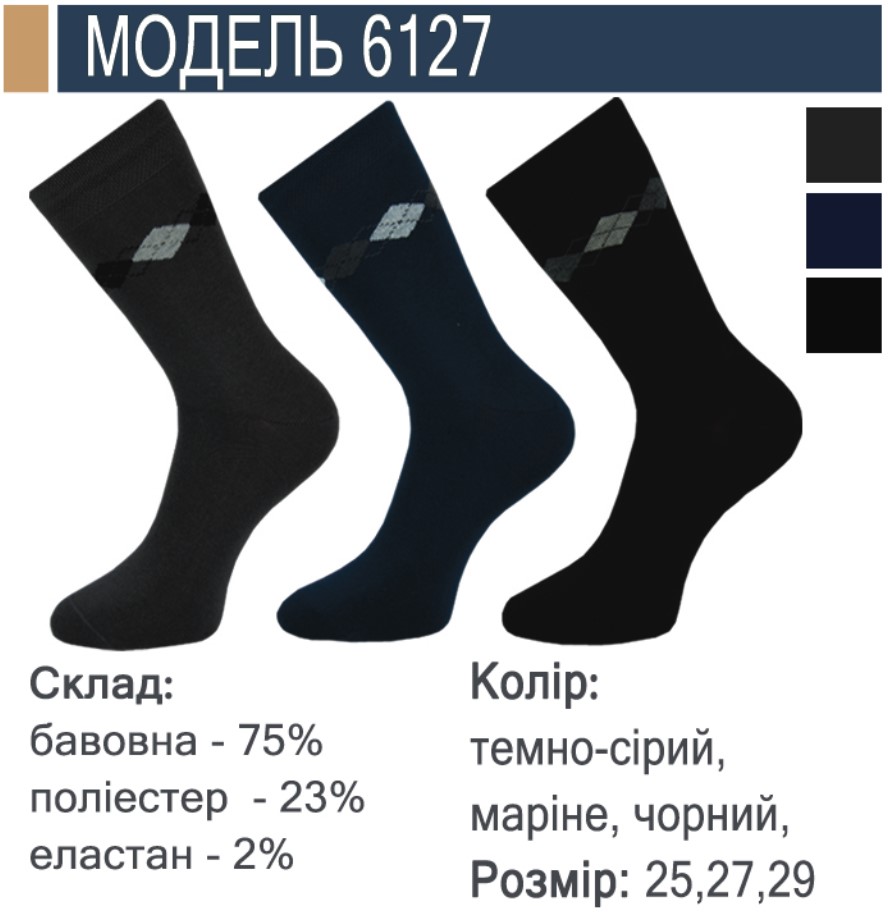 МОДЕЛЬ 6127
Склад:
бавовна - 75%
поліестер - 23%
еластан - 2%
Колір:
темно-сірий,
маріне, чорний,
Розмір: 25,27,29